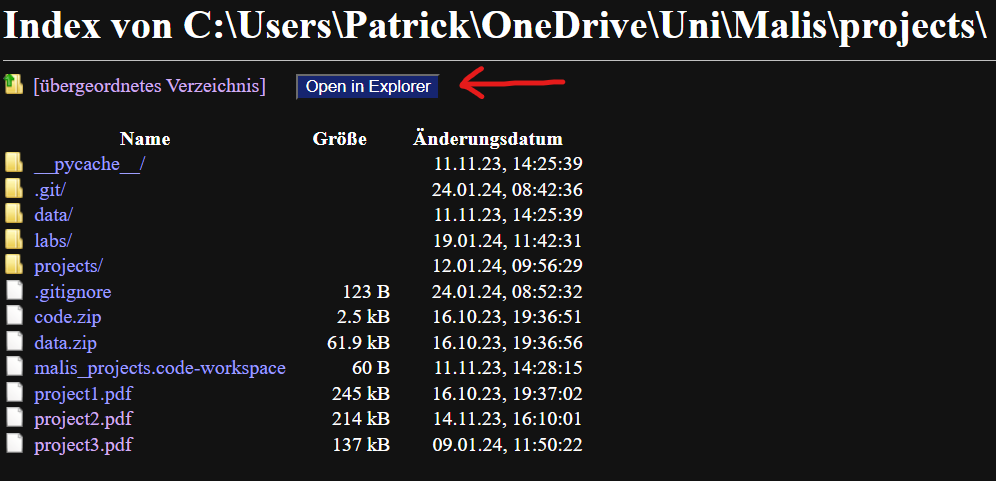 Index von C:\Users\Patrick\OneDrive\Uni\Malis\projects\
[übergeordnetes Verzeichnis] Open in Explorer
Name Größe Änderungsdatum
__pycache__/ 11.11.23, 14:25:39
.git/ 24.01.24, 08:42:36
data/ 11.11.23, 14:25:39
labs/ 19.01.24, 11:42:31
projects/ 12.01.24, 09:56:29
.gitignore 123 B 24.01.24, 08:52:32
code.zip 2.5 kB 16.10.23, 19:36:51
data.zip 61.9 kB 16.10.23, 19:36:56
malis_projects.code-workspace 60 B 11.11.23, 14:28:15
project1.pdf 245 kB 16.10.23, 19:37:02
project2.pdf 214 kB 14.11.23, 16:10:01
project3.pdf 137 kB 09.01.24, 11:50:22